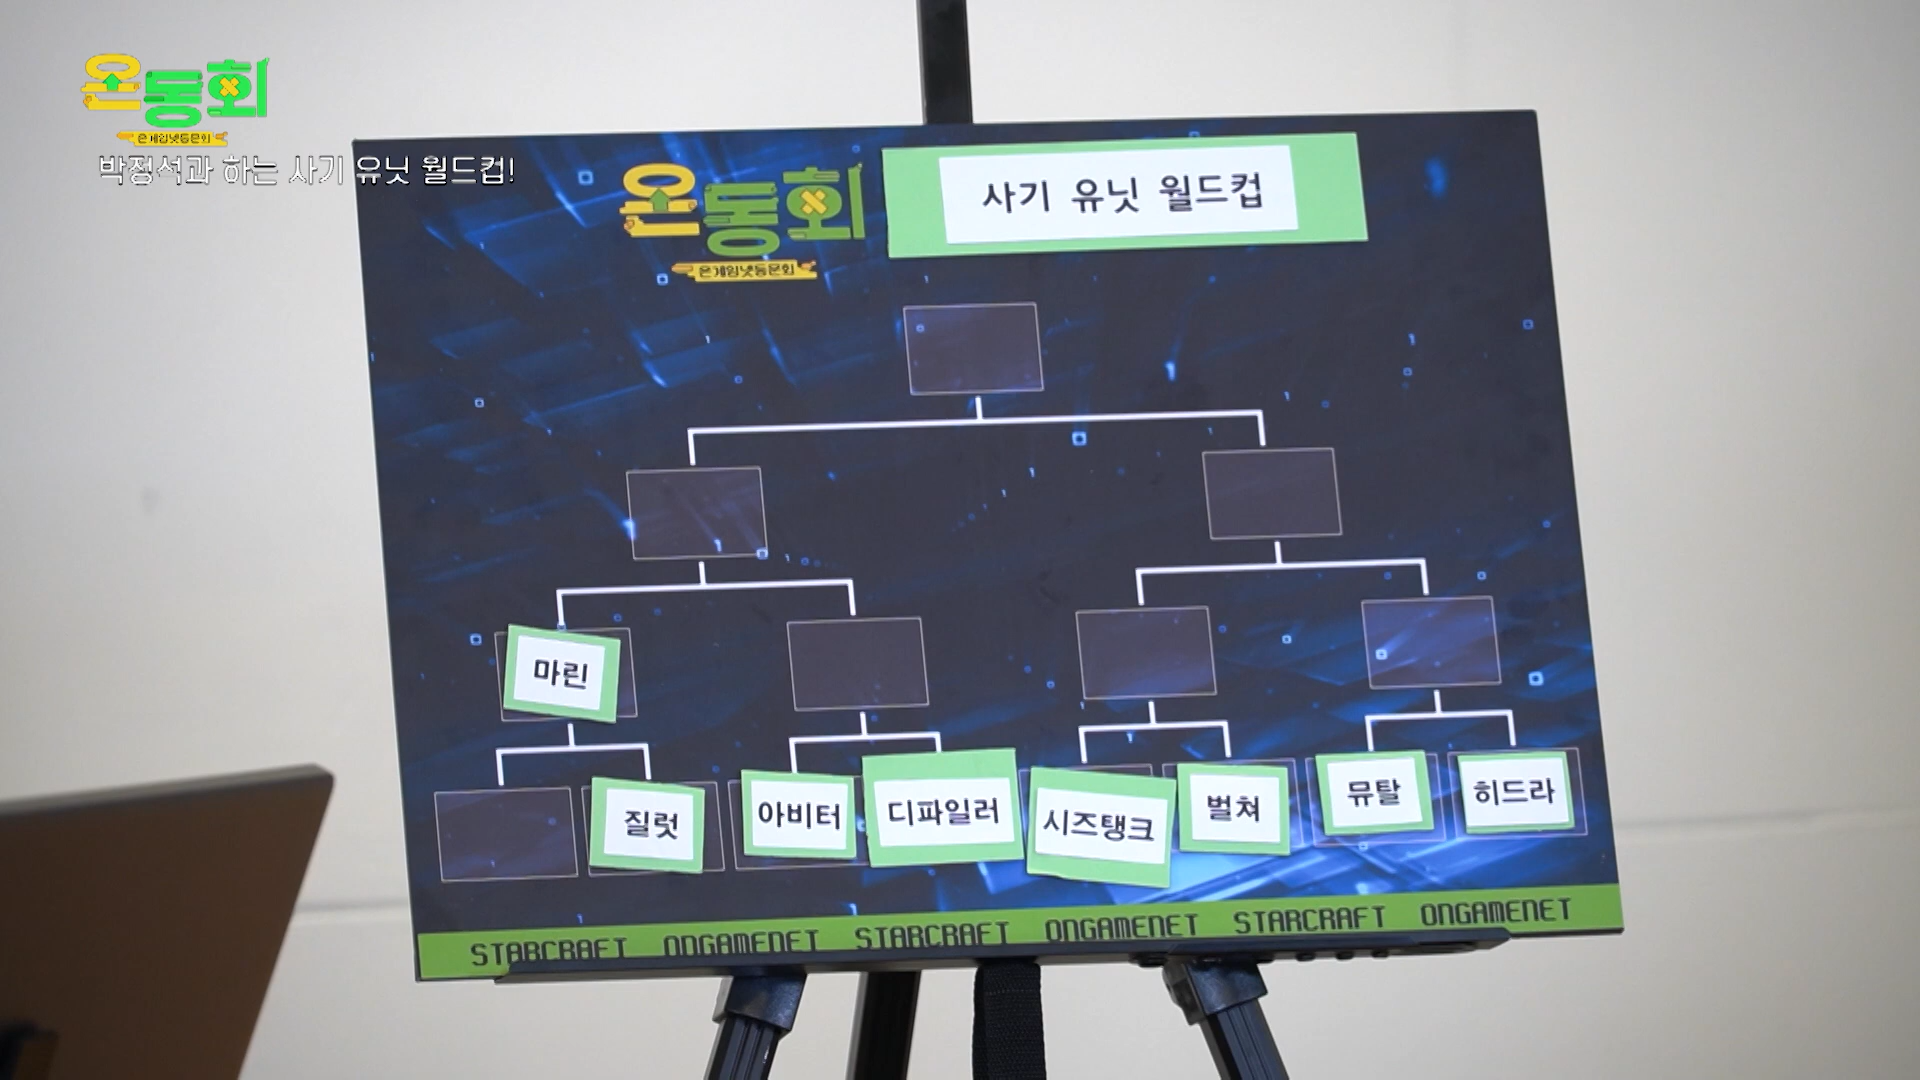 온동회
온게임넷동문회
박정석과 하는 사기 유닛 월드컵!
온동회
온게임넷동문회
사기 유닛 월드컵
마린
질럿
아비터
디파일러
시즈탱크
벌쳐
뮤탈
히드라
STARCRAFT ONGAMENET STARCRAFT ONGAMENET STARCRAFT ONGAMENET